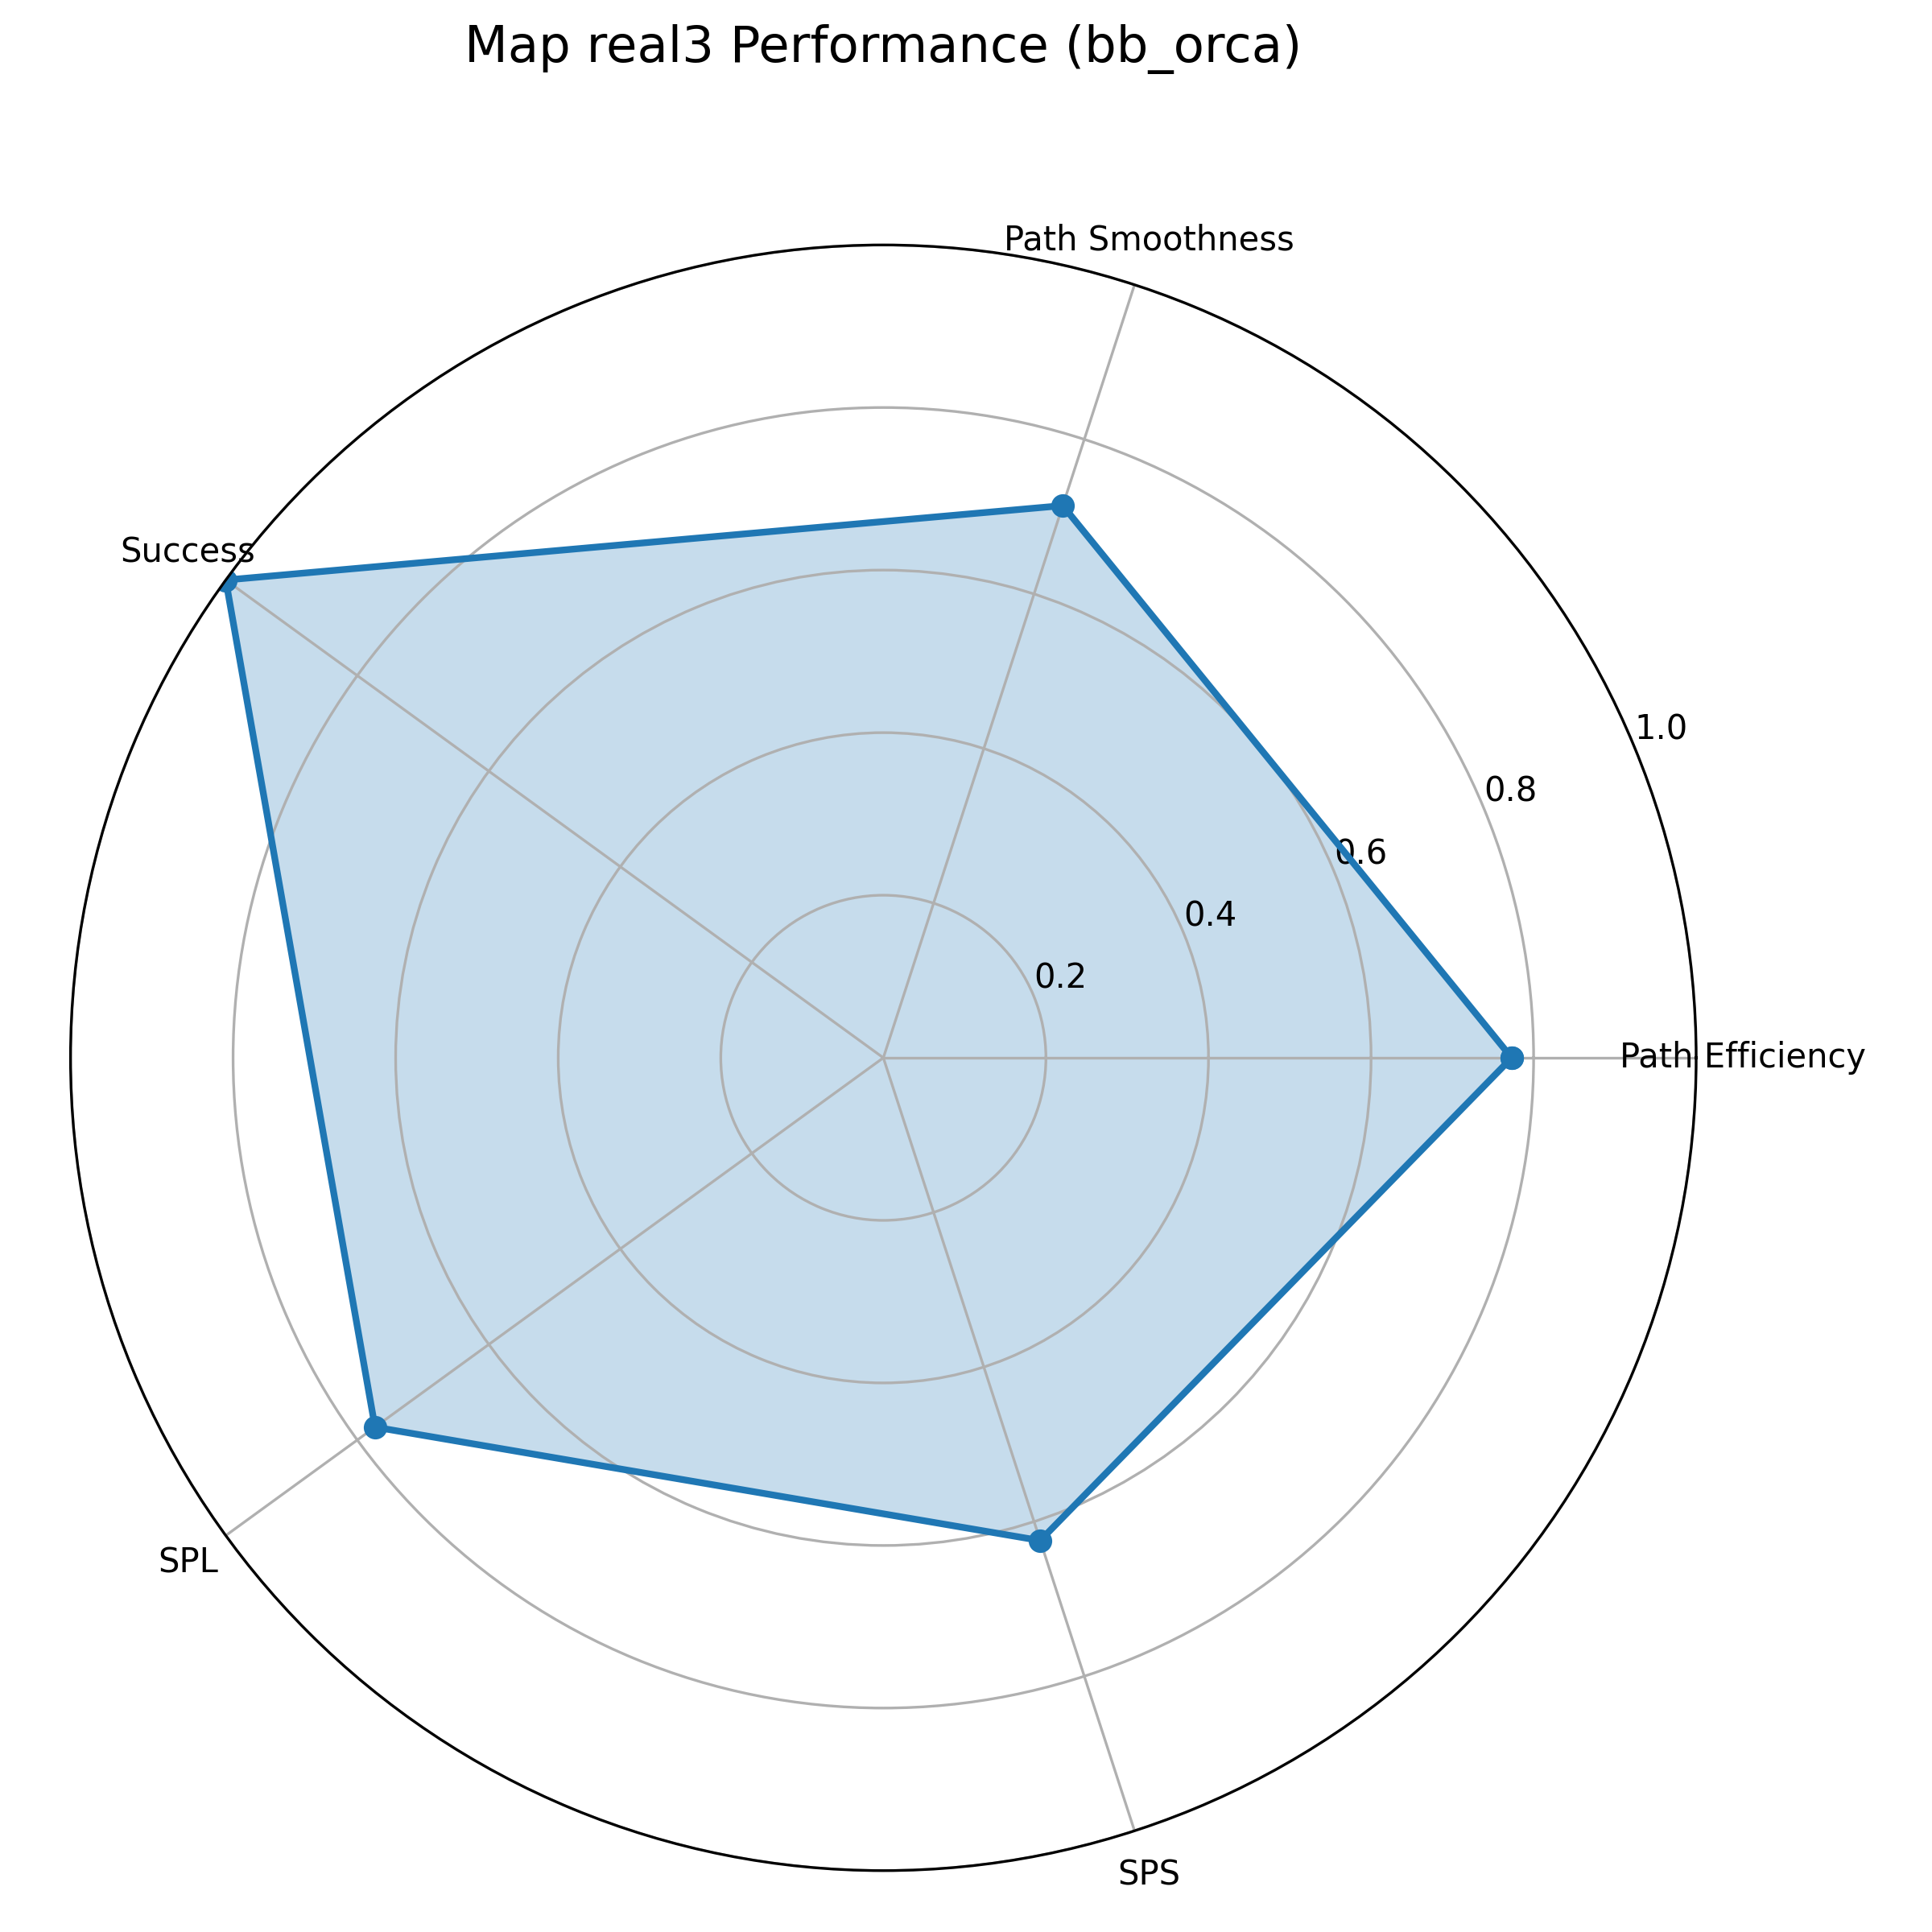 Map real3 Performance (bb_orca)
Path Smoothness
Success
1.0
0.8
0.6
0.4
0.2
Path Efficiency
SPL
SPS